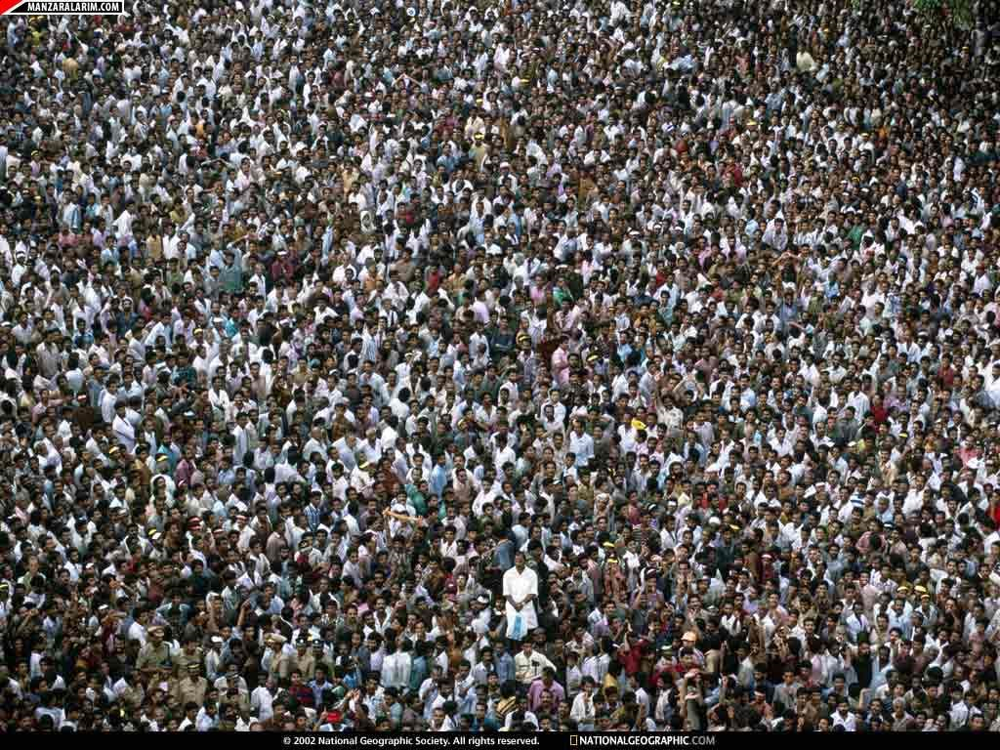 MANZARALARIM.COM
© 2002 National Geographic Society. All rights reserved.
NATIONALGEOGRAPHIC.COM